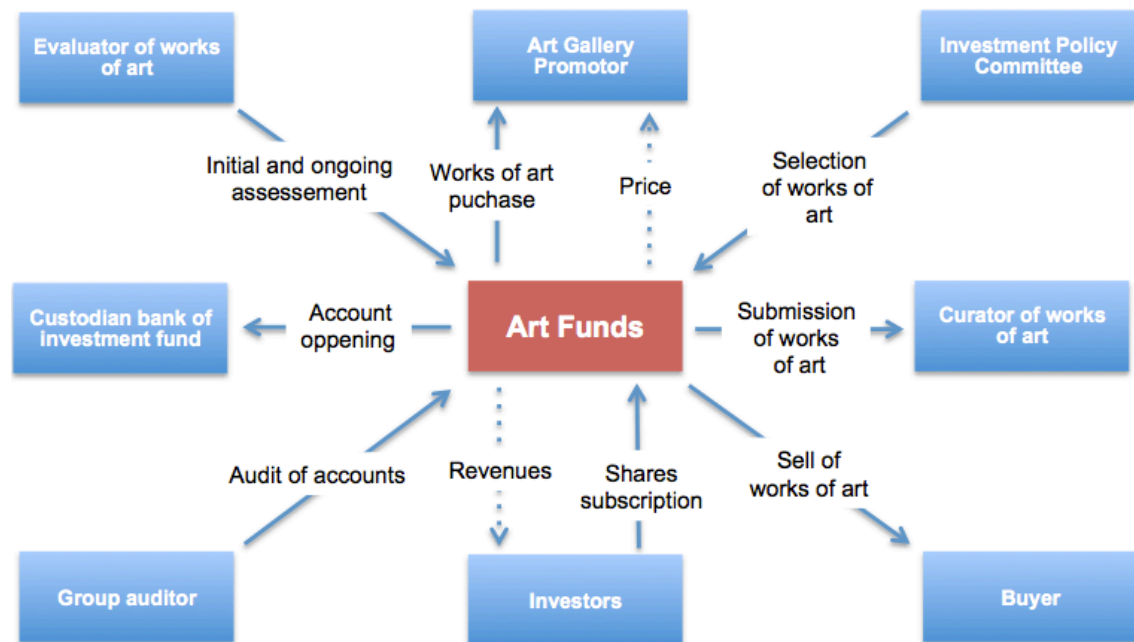 Evaluator of works
of art
Art Gallery
Promotor
Investment Policy
Committee
Initial and ongoing
assessement
Works of art
puchase
Price
Selection
of works of
art
Custodian bank of
investment fund
Account
oppening
Art Funds
Submission
of works
of art
Curator of works
of art
Audit of accounts
Revenues
Shares
subscription
Sell of
works of art
Group auditor
Investors
Buyer